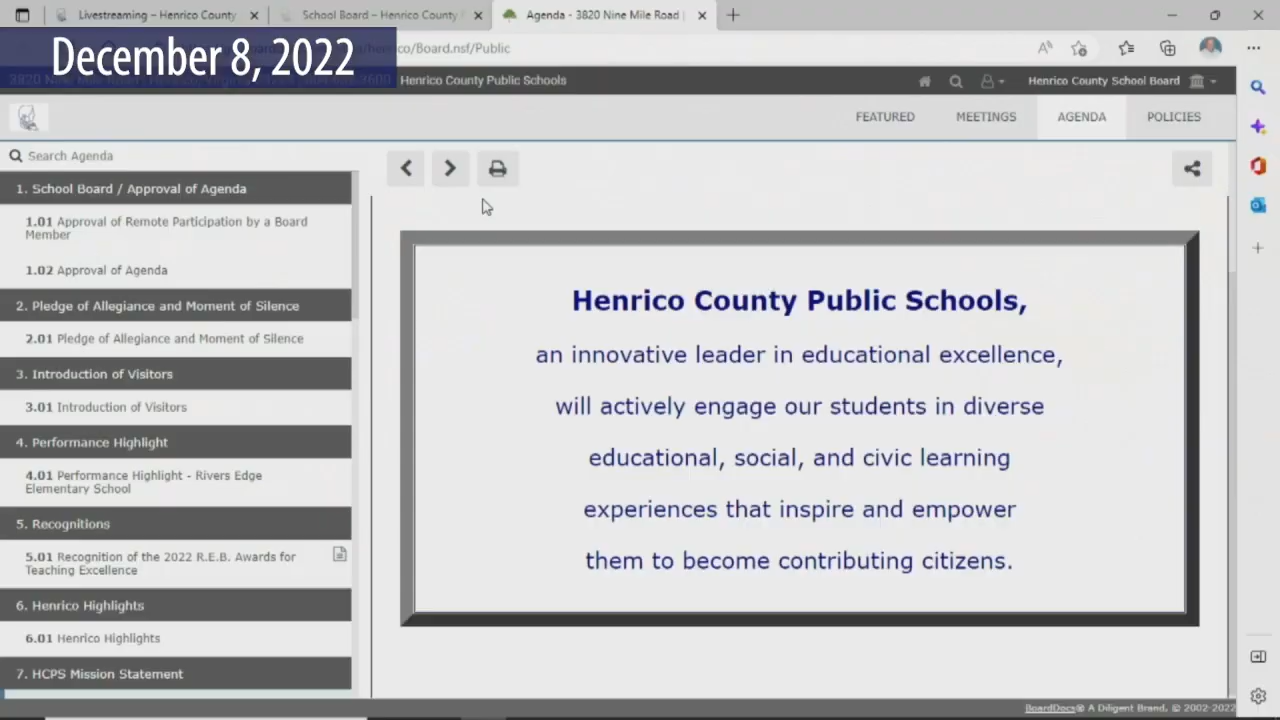 Livestreaming – Henrico County
School Board – Henrico County
Agenda - 3820 Nine Mile Road |
December 8, 2022
/Board.nsf/Public
Henrico County Public Schools
Henrico County School Board
FEATURED
MEETINGS
AGENDA
POLICIES
Search Agenda
1. School Board / Approval of Agenda
1.01 Approval of Remote Participation by a Board
Member
1.02 Approval of Agenda
2. Pledge of Allegiance and Moment of Silence
2.01 Pledge of Allegiance and Moment of Silence
3. Introduction of Visitors
3.01 Introduction of Visitors
4. Performance Highlight
4.01 Performance Highlight - Rivers Edge
Elementary School
5. Recognitions
5.01 Recognition of the 2022 R.E.B. Awards for
Teaching Excellence
6. Henrico Highlights
6.01 Henrico Highlights
7. HCPS Mission Statement
Henrico County Public Schools,
an innovative leader in educational excellence,
will actively engage our students in diverse
educational, social, and civic learning
experiences that inspire and empower
them to become contributing citizens.
BoardDocs® A Diligent Brand. © 2002-2022